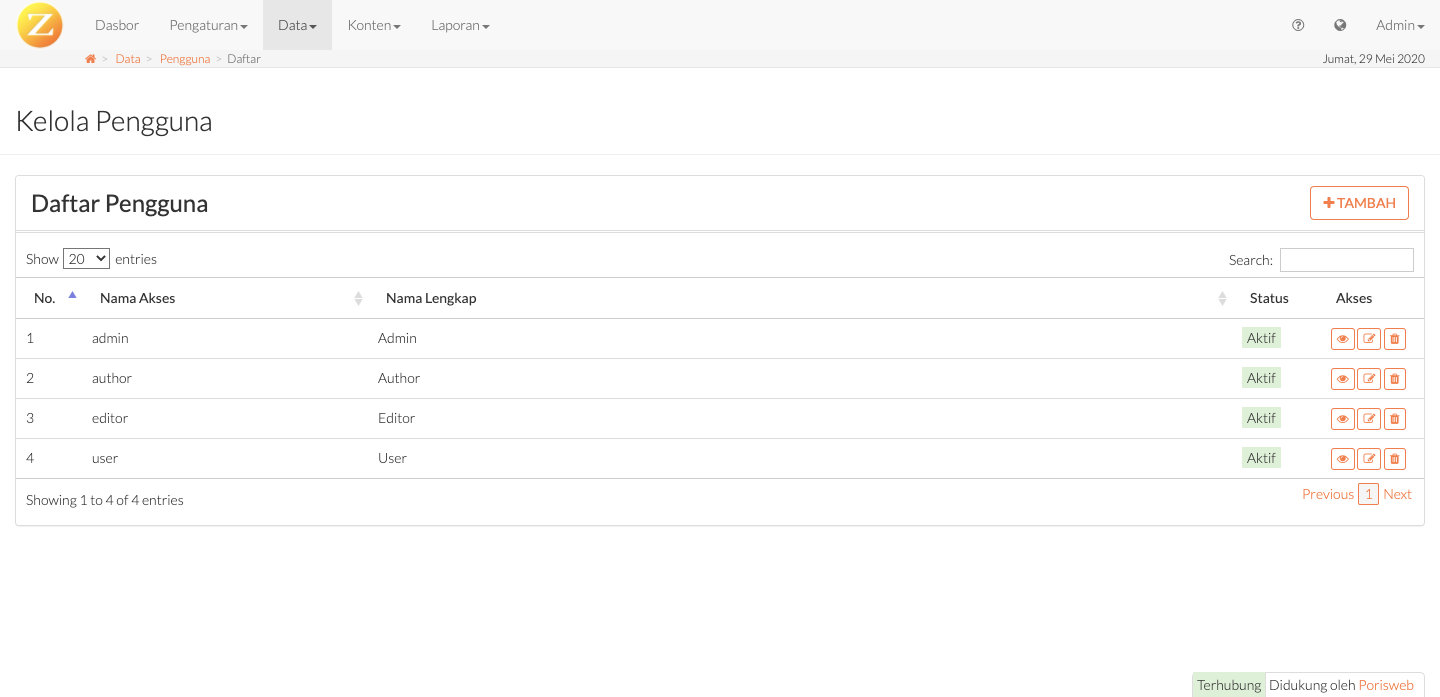 Z Dasbor Pengaturan Data Konten Laporan Admin
> Data > Pengguna > Daftar Jumat, 29 Mei 2020
Kelola Pengguna
Daftar Pengguna TAMBAH
Show 20 entries Search:
No. Nama Akses Nama Lengkap Status Akses
1 admin Admin Aktif
2 author Author Aktif
3 editor Editor Aktif
4 user User Aktif
Showing 1 to 4 of 4 entries Previous 1 Next
Terhubung Didukung oleh Porisweb